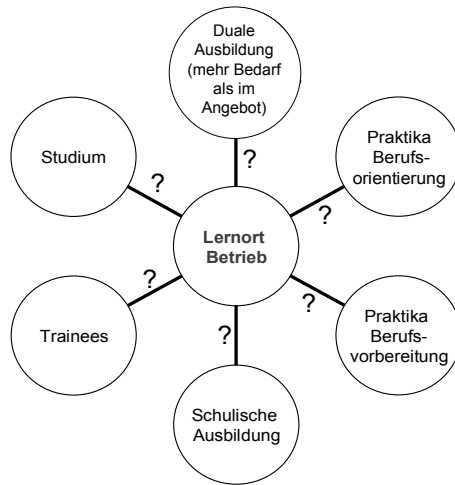 Duale
Ausbildung
(mehr Bedarf
als im
Angebot)
Studium
?
?
Praktika
Berufs-
orientierung
?
Lernort
Betrieb
?
Trainees
?
?
Praktika
Berufs-
vorbereitung
Schulische
Ausbildung